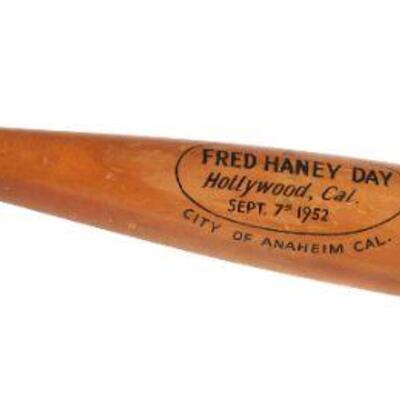 FRED HANEY DAY
Hollywood, Cal.
SEPT. 7th 1952
CITY OF ANAHEIM CAL.